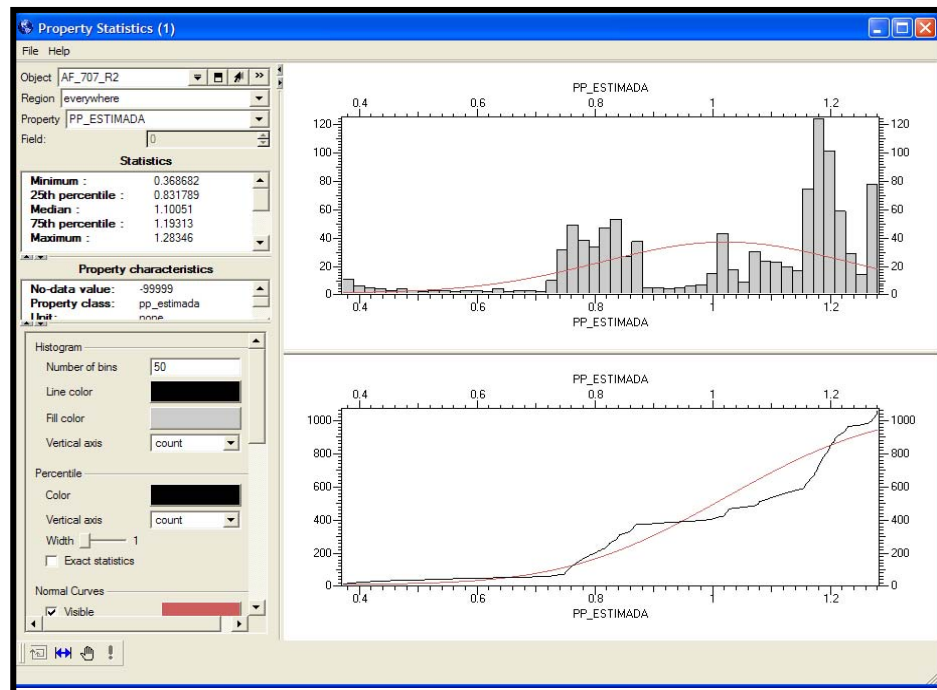 Property Statistics (1)
File Help
Object AF_707_R2
Region everywhere
Property PP_ESTIMADA
Field: 0
Statistics
Minimum : 0.368682
25th percentile : 0.831789
Median : 1.10051
75th percentile : 1.19313
Maximum : 1.28346
Property characteristics
No-data value: -99999
Property class: pp_estimada
Unit: none
Histogram
Number of bins 50
Line color
Fill color
Vertical axis count
Percentile
Color
Vertical axis count
Width 1
Exact statistics
Normal Curves
Visible
PP_ESTIMADA
0.4 0.6 0.8 1 1.2
120 120
100 100
80 80
60 60
40 40
20 20
0 0
0.4 0.6 0.8 1 1.2
PP_ESTIMADA
PP_ESTIMADA
0.4 0.6 0.8 1 1.2
1000 1000
800 800
600 600
400 400
200 200
0 0
0.4 0.6 0.8 1 1.2
PP_ESTIMADA